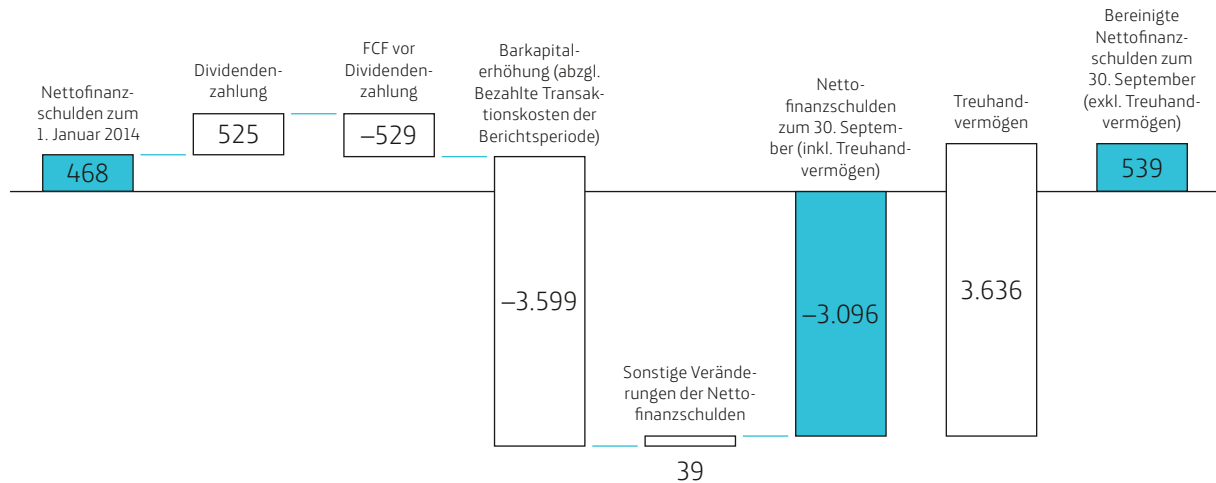 Nettofinanz-
schulden zum
1. Januar 2014
468
Dividenden-
zahlung
525
FCF vor
Dividenden-
zahlung
–529
Barkapital-
erhöhung (abzgl.
Bezahlte Transak-
tionskosten der
Berichtsperiode)
–3.599
Sonstige Verände-
rungen der Netto-
finanzschulden
39
Netto-
finanzschulden
zum 30. Septem-
ber (inkl. Treuhand-
vermögen)
–3.096
Treuhand-
vermögen
3.636
Bereinigte
Nettofinanz-
schulden zum
30. September
(exkl. Treuhand-
vermögen)
539